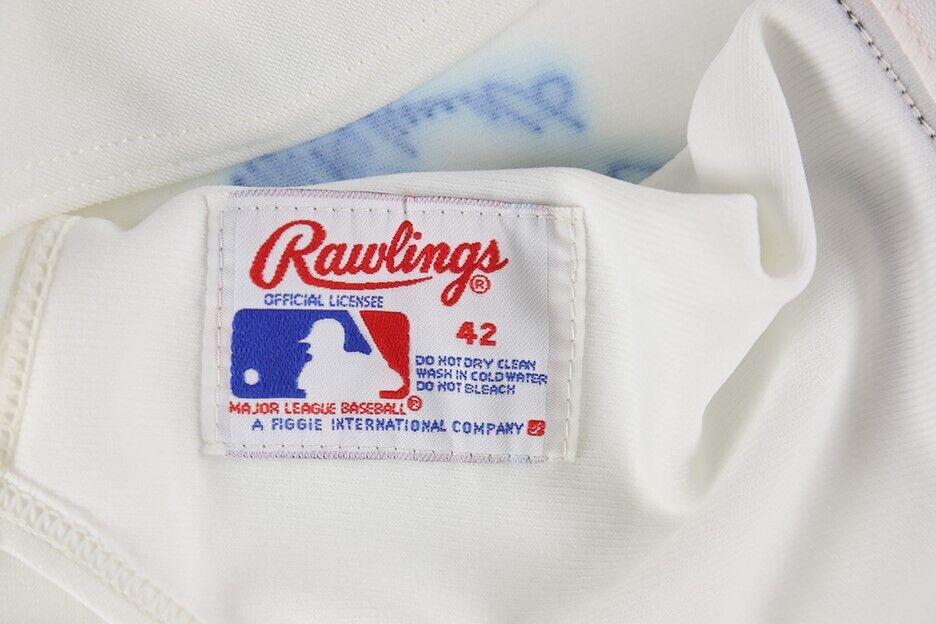 Rawlings®
OFFICIAL LICENSEE
42
DO NOT DRY CLEAN
WASH IN COLD WATER
DO NOT BLEACH
MAJOR LEAGUE BASEBALL®
A FIGGIE INTERNATIONAL COMPANY